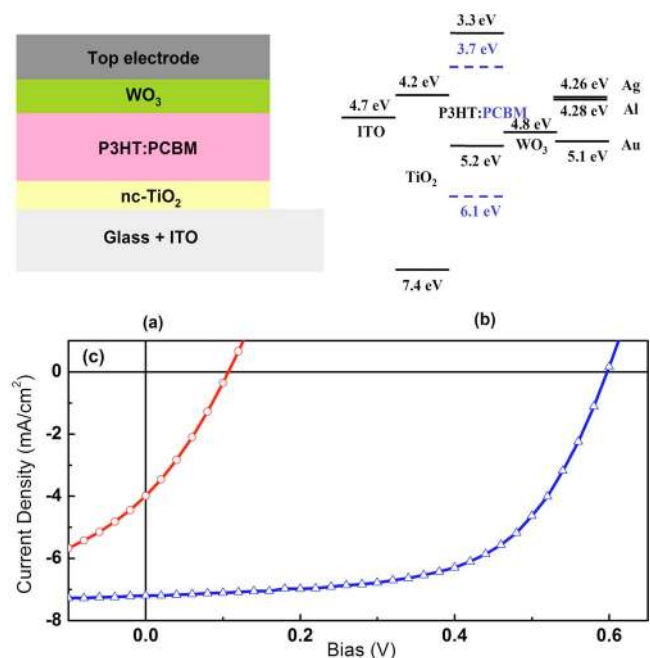 Top electrode
WO₃
P3HT:PCBM
nc-TiO₂
Glass + ITO
(a)
3.3 eV
3.7 eV
4.2 eV
4.7 eV
ITO
P3HT:PCBM
4.8 eV
WO₃
5.2 eV
TiO₂
6.1 eV
7.4 eV
4.26 eV Ag
4.28 eV Al
5.1 eV Au
(b)
(c)
Current Density (mA/cm²)
0
-2
-4
-6
-8
0.0 0.2 0.4 0.6
Bias (V)